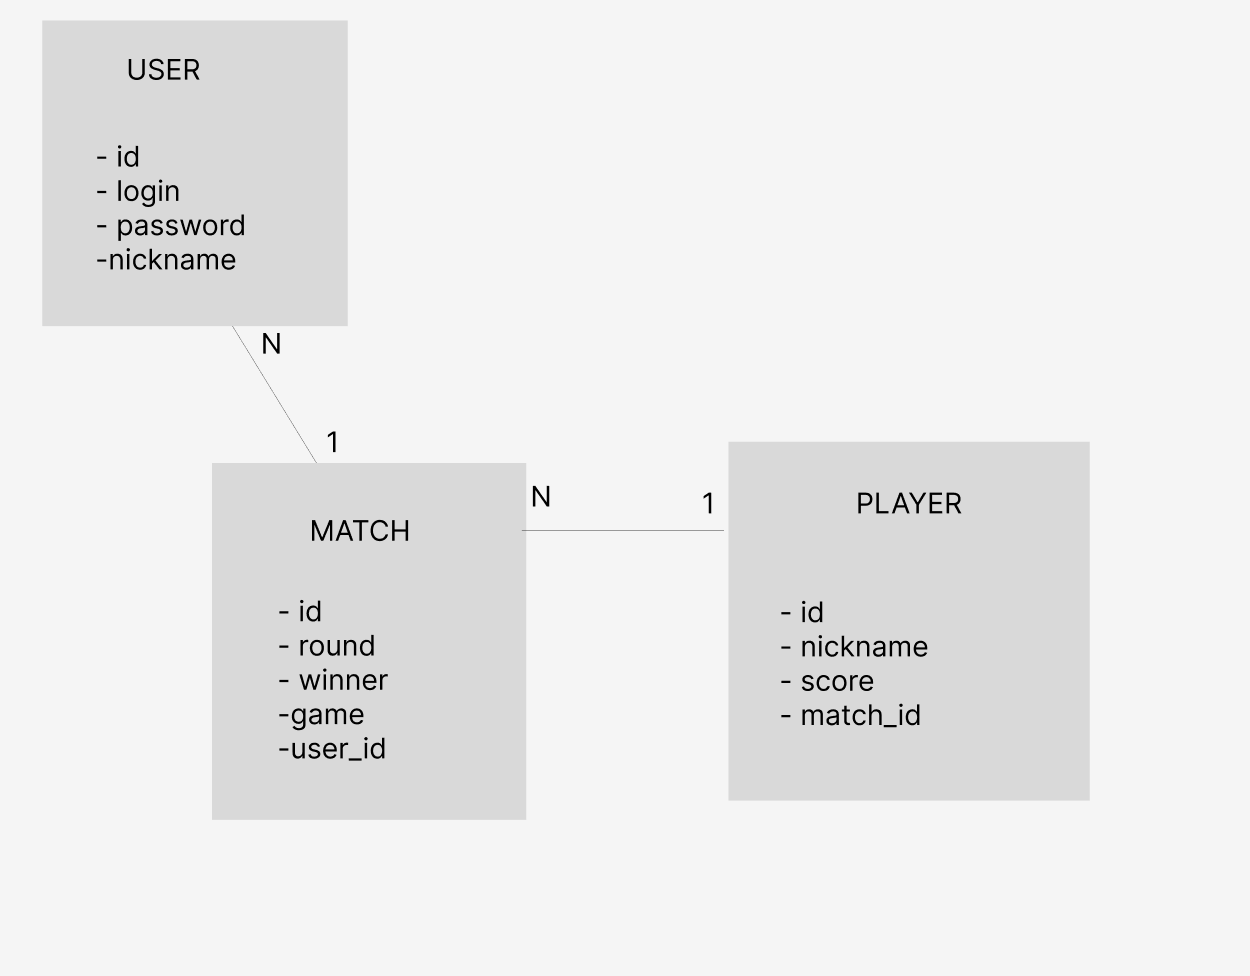 USER
- id
- login
- password
-nickname
N
1
MATCH
- id
- round
- winner
-game
-user_id
N
1
PLAYER
- id
- nickname
- score
- match_id